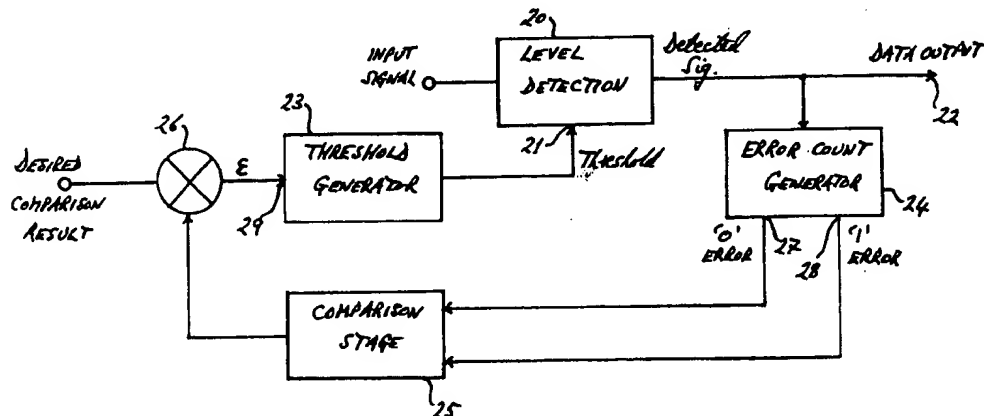 20
INPUT
SIGNAL
LEVEL
DETECTION
21
Detected
Sig.
DATA OUTPUT
22
26
23
DESIRED
COMPARISON
RESULT
ε
29
THRESHOLD
GENERATOR
Threshold
ERROR COUNT
GENERATOR
24
'0'
ERROR
27
28
'1'
ERROR
COMPARISON
STAGE
25